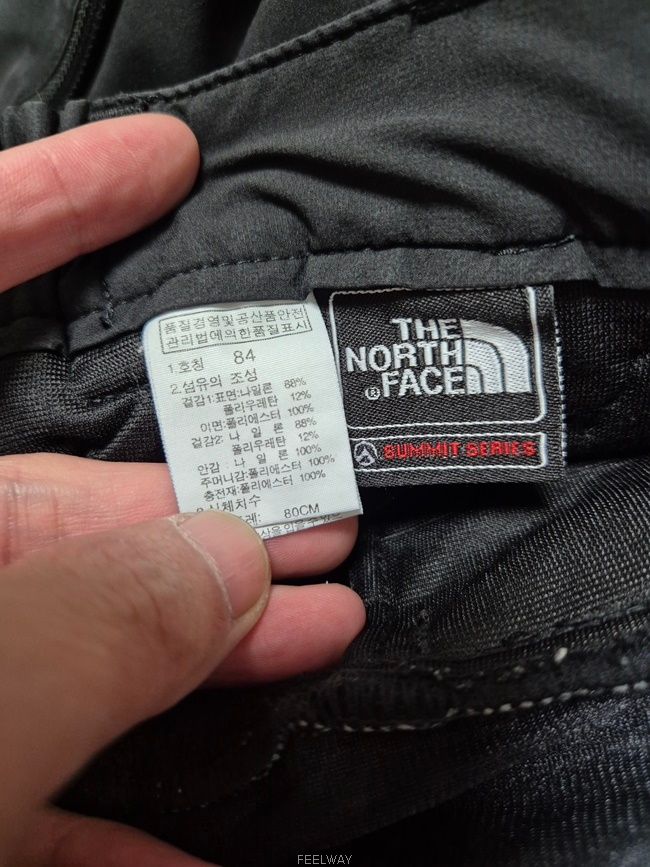 품질경영및공산품안전
관리법에의한품질표시
1.호칭 84
2.섬유의 조성
겉감1:표면:나일론 88%
폴리우레탄 12%
이면:폴리에스터 100%
겉감2: 나 일 론 88%
폴리우레탄 12%
안감 : 나 일 론 100%
주머니감:폴리에스터 100%
충전재:폴리에스터 100%
신체치수
레: 80CM
THE
NORTH
®FACE
SUMMIT SERIES
FEELWAY